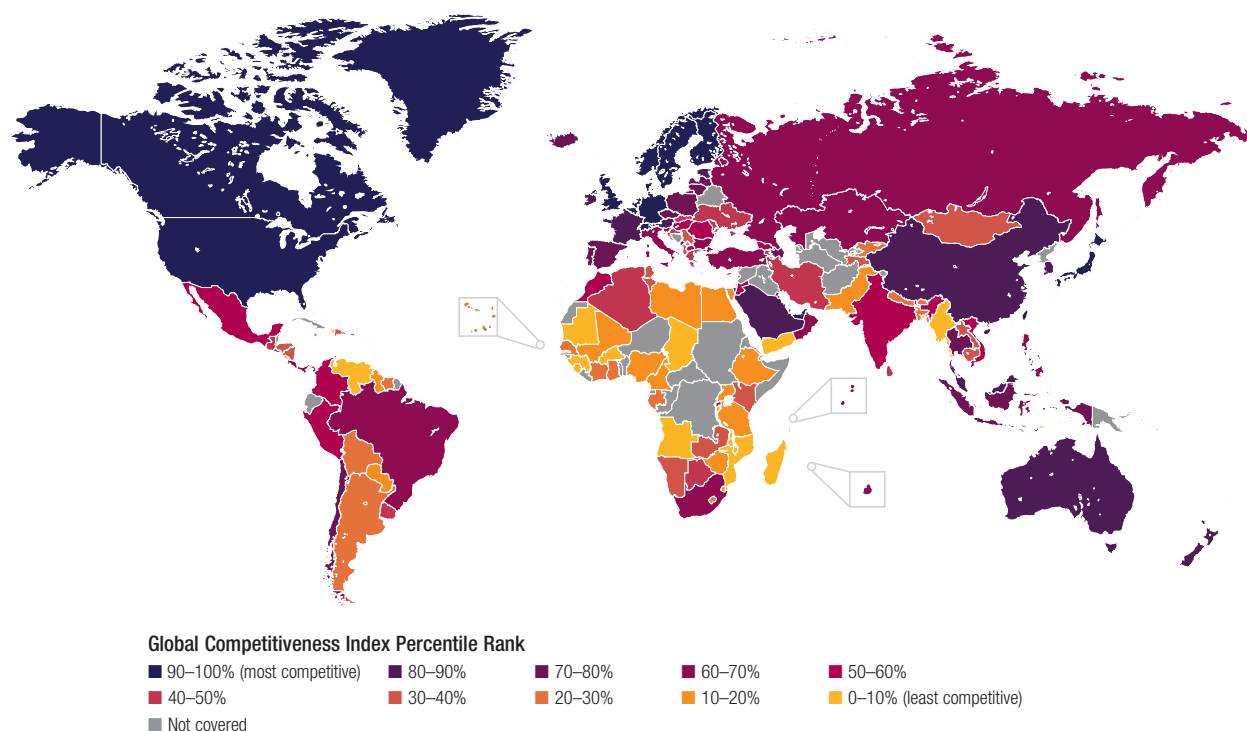 Global Competitiveness Index Percentile Rank
90–100% (most competitive) 80–90% 70–80% 60–70% 50–60%
40–50% 30–40% 20–30% 10–20% 0–10% (least competitive)
Not covered